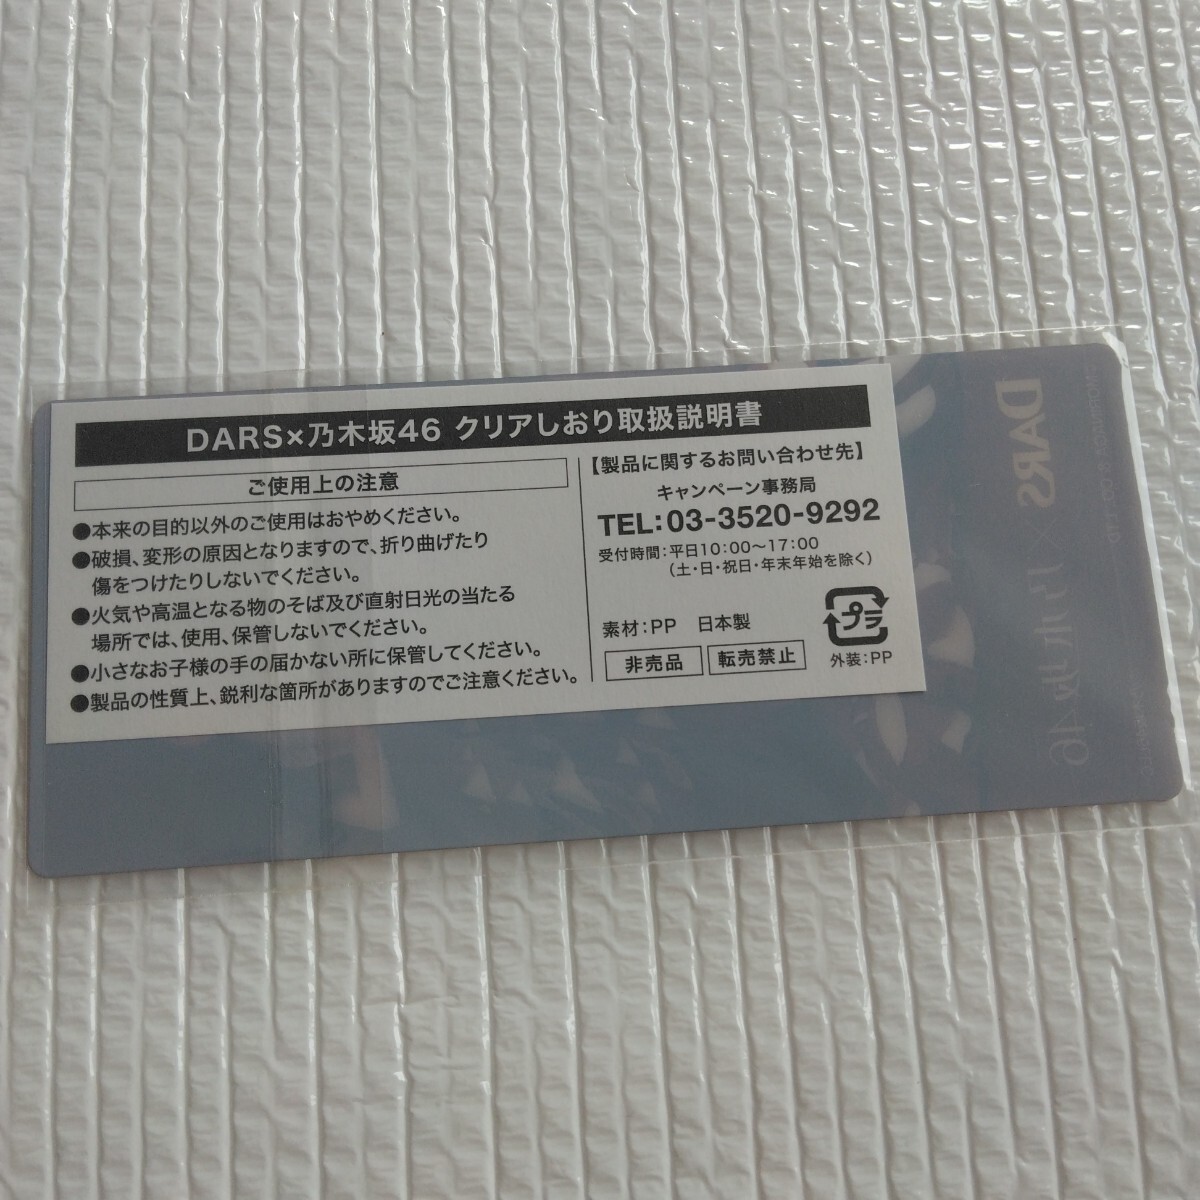 DARS×乃木坂46 クリアしおり取扱説明書
ご使用上の注意
●本来の目的以外のご使用はおやめください。
●破損、変形の原因となりますので、折り曲げたり
傷をつけたりしないでください。
●火気や高温となる物のそば及び直射日光の当たる
場所では、使用、保管しないでください。
●小さなお子様の手の届かない所に保管してください。
●製品の性質上、鋭利な箇所がありますのでご注意ください。
【製品に関するお問い合わせ先】
キャンペーン事務局
TEL:03-3520-9292
受付時間:平日10:00〜17:00
(土・日・祝日・年末年始を除く)
素材:PP 日本製
非売品 転売禁止
プラ
外装:PP
DARS × 乃木坂46